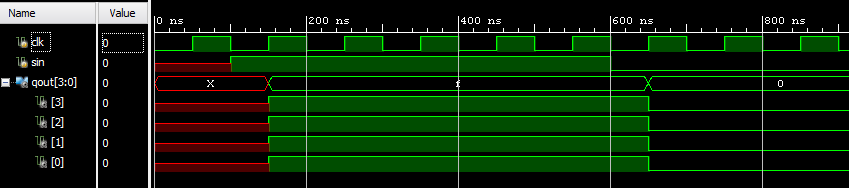 Name Value 0 ns 200 ns 400 ns 600 ns 800 ns
clk 0
sin 0
qout[3:0] 0 X f 0
[3] 0
[2] 0
[1] 0
[0] 0